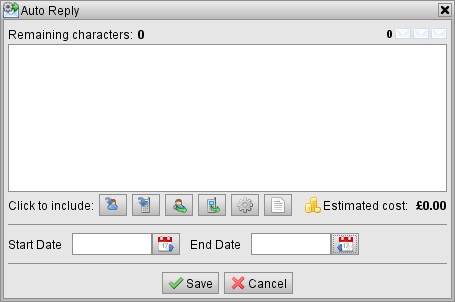 Auto Reply
Remaining characters: 0 0
Click to include: Estimated cost: £0.00
Start Date End Date
Save Cancel